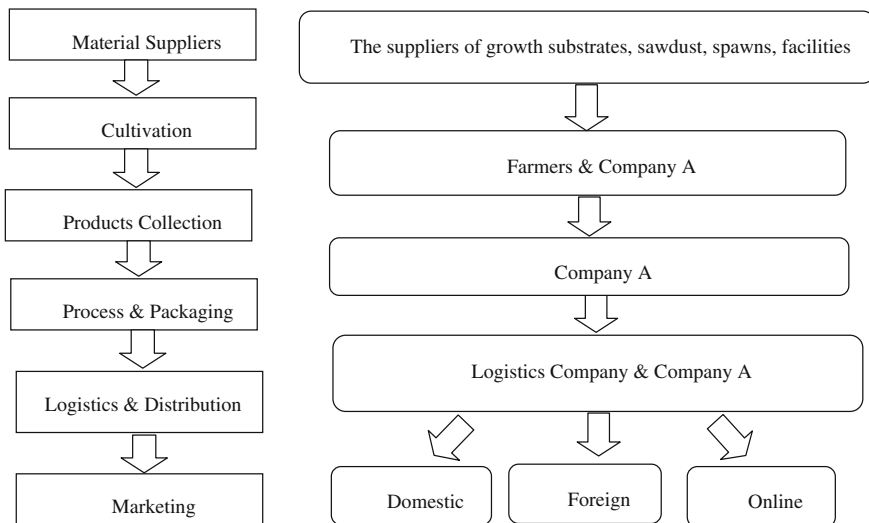 Material Suppliers
Cultivation
Products Collection
Process & Packaging
Logistics & Distribution
Marketing
The suppliers of growth substrates, sawdust, spawns, facilities
Farmers & Company A
Company A
Logistics Company & Company A
Domestic
Foreign
Online